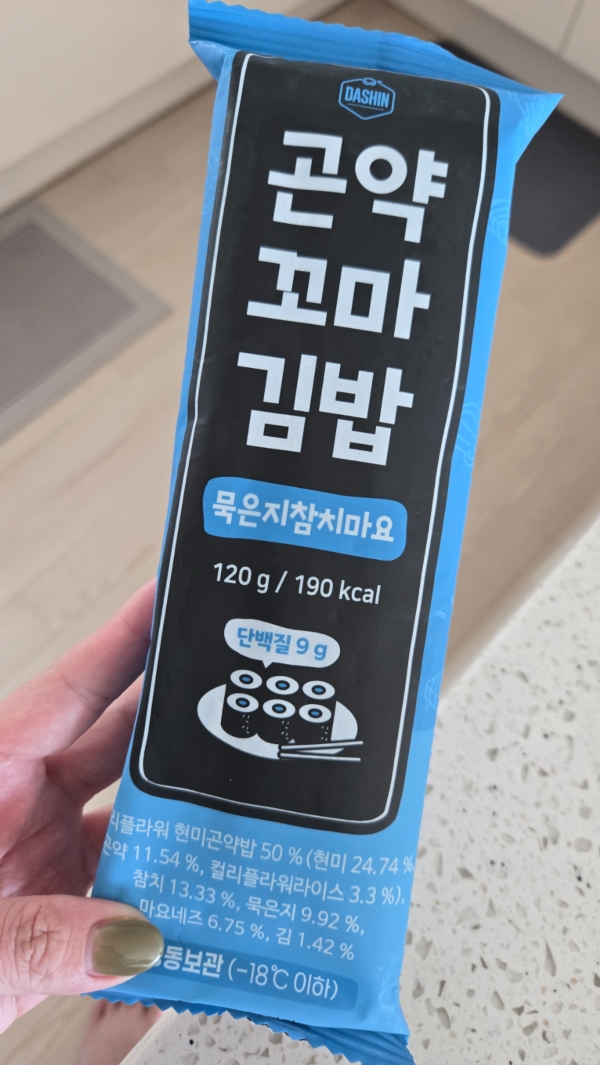 DASHIN
곤약
꼬마
김밥
묵은지참치마요
120 g / 190 kcal
단백질 9 g
현미곤약밥 50 % (현미 24.74 %
11.54 %, 컬리플라워라이스 3.3 %),
참치 13.33 %, 묵은지 9.92 %,
마요네즈 6.75 %, 김 1.42 %
동보관 (-18℃ 이하)